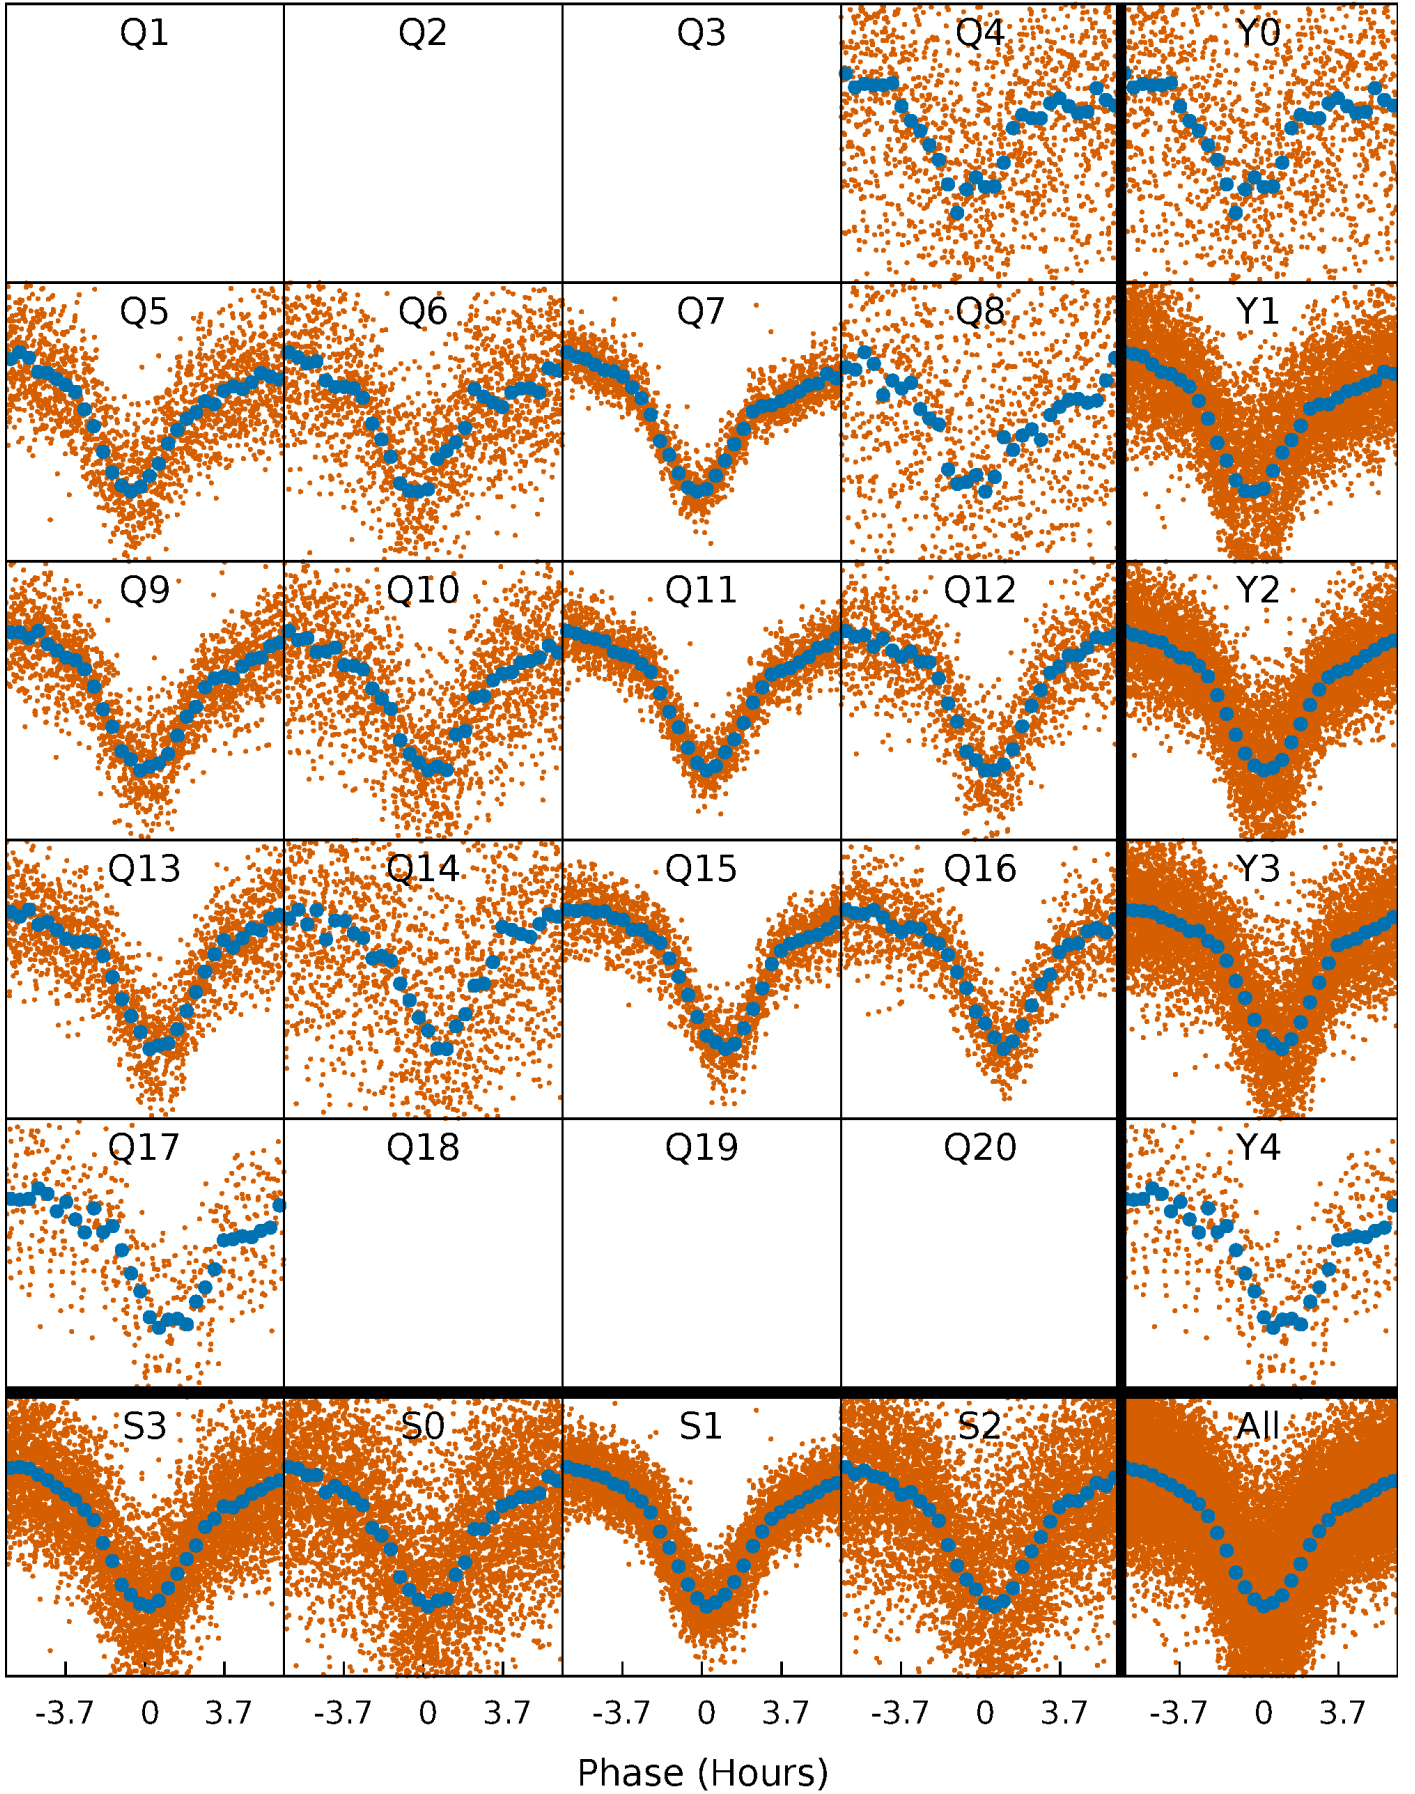 Q1 Q2 Q3 Q4 Y0
Q5 Q6 Q7 Q8 Y1
Q9 Q10 Q11 Q12 Y2
Q13 Q14 Q15 Q16 Y3
Q17 Q18 Q19 Q20 Y4
S3 S0 S1 S2 All
-3.7 0 3.7 -3.7 0 3.7 -3.7 0 3.7 -3.7 0 3.7 -3.7 0 3.7
Phase (Hours)